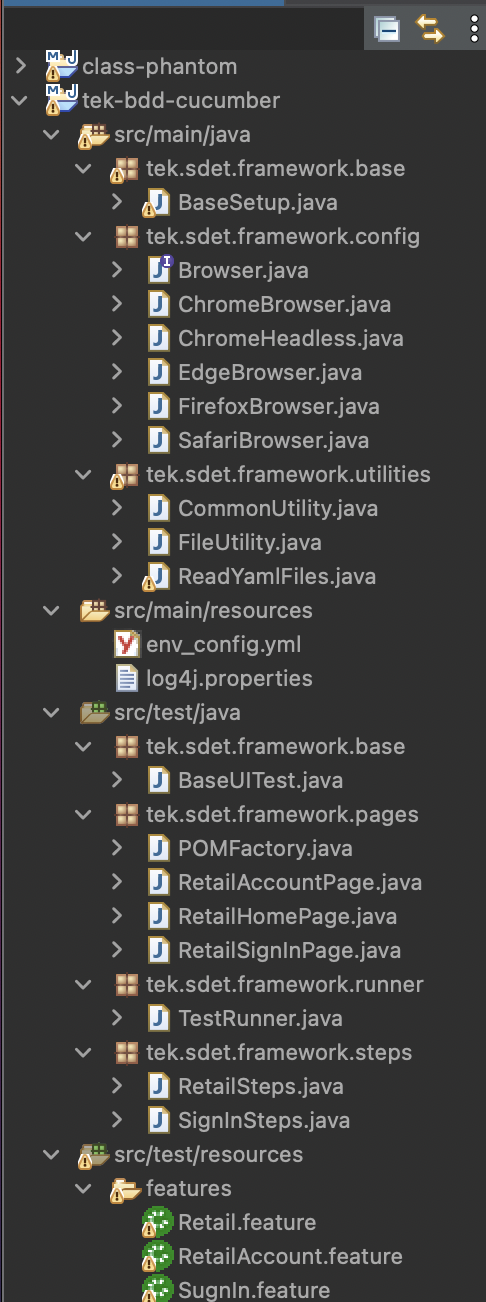 class-phantom
tek-bdd-cucumber
src/main/java
tek.sdet.framework.base
BaseSetup.java
tek.sdet.framework.config
Browser.java
ChromeBrowser.java
ChromeHeadless.java
EdgeBrowser.java
FirefoxBrowser.java
SafariBrowser.java
tek.sdet.framework.utilities
CommonUtility.java
FileUtility.java
ReadYamlFiles.java
src/main/resources
env_config.yml
log4j.properties
src/test/java
tek.sdet.framework.base
BaseUITest.java
tek.sdet.framework.pages
POMFactory.java
RetailAccountPage.java
RetailHomePage.java
RetailSignInPage.java
tek.sdet.framework.runner
TestRunner.java
tek.sdet.framework.steps
RetailSteps.java
SignInSteps.java
src/test/resources
features
Retail.feature
RetailAccount.feature
SugnIn.feature